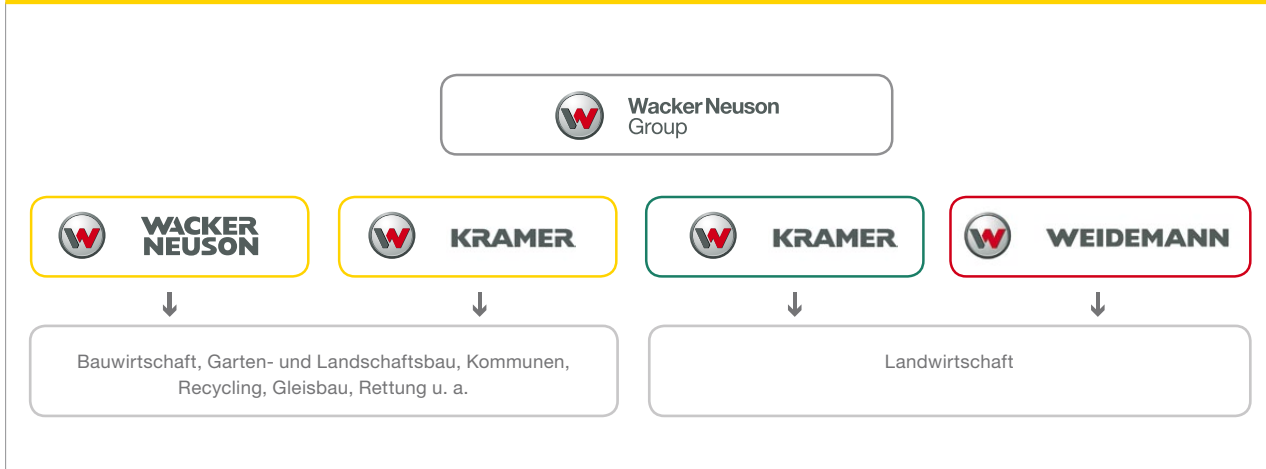 Wacker Neuson
Group
WACKER
NEUSON
KRAMER
KRAMER
WEIDEMANN
Bauwirtschaft, Garten- und Landschaftsbau, Kommunen,
Recycling, Gleisbau, Rettung u. a.
Landwirtschaft